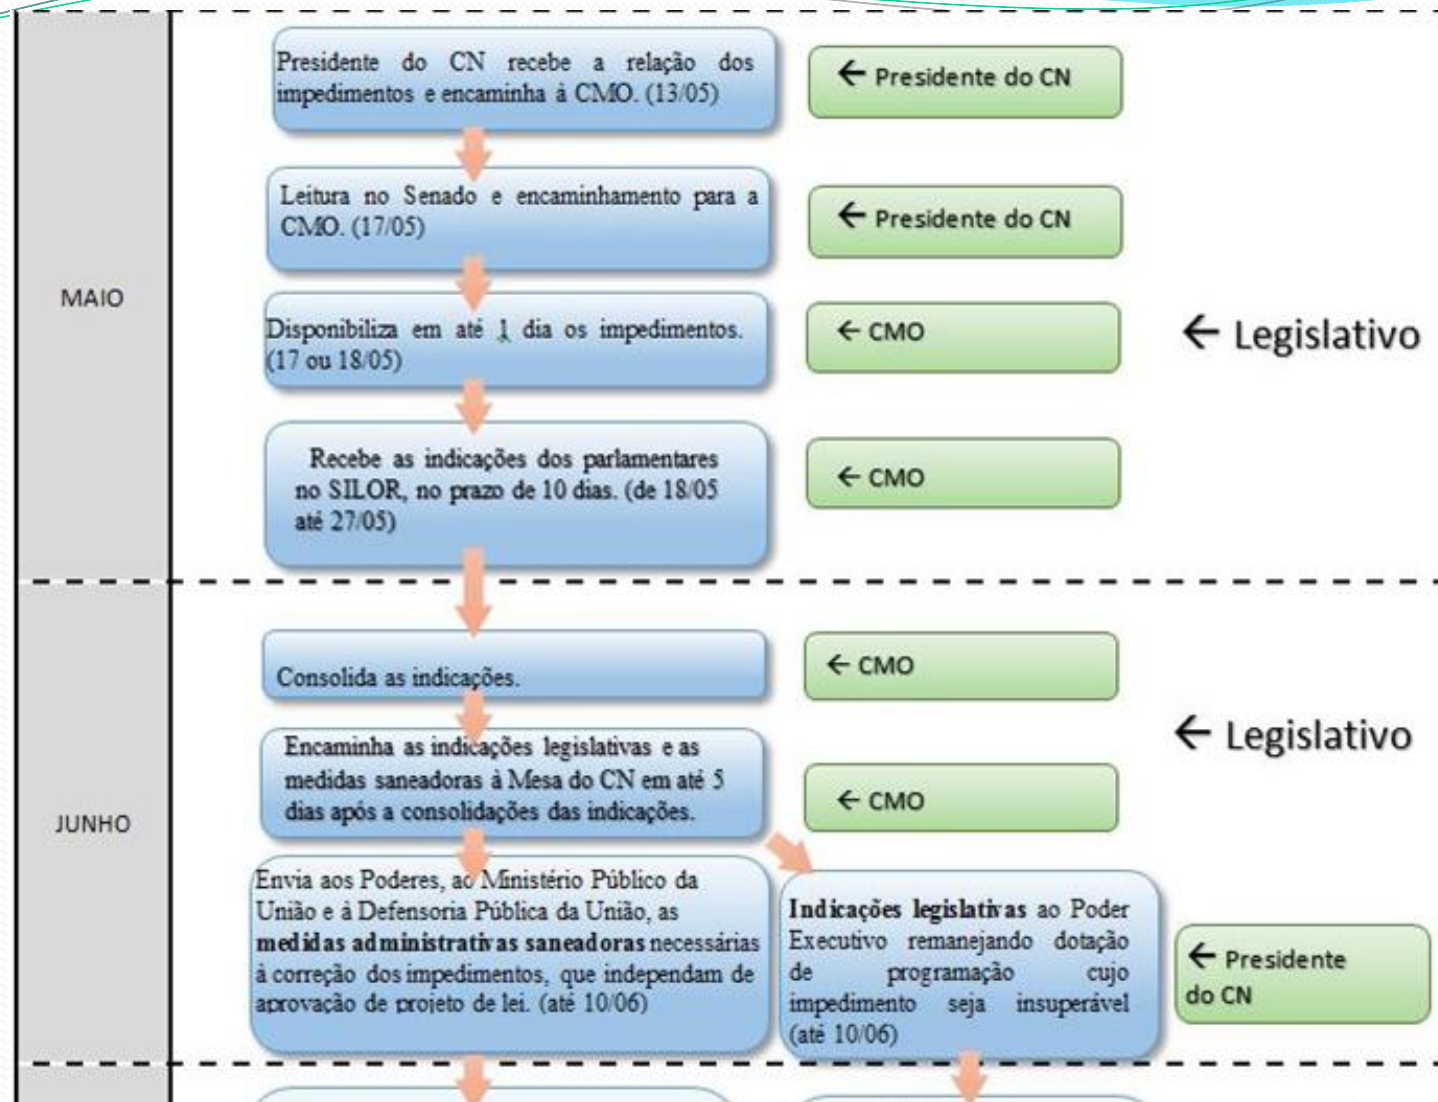 MAIO
Presidente do CN recebe a relação dos
impedimentos e encaminha à CMO. (13/05)
← Presidente do CN
Leitura no Senado e encaminhamento para a
CMO. (17/05)
← Presidente do CN
Disponibiliza em até 1 dia os impedimentos.
(17 ou 18/05)
← CMO
← Legislativo
Recebe as indicações dos parlamentares
no SILOR, no prazo de 10 dias. (de 18/05
até 27/05)
← CMO
JUNHO
Consolida as indicações.
← CMO
← Legislativo
Encaminha as indicações legislativas e as
medidas saneadoras à Mesa do CN em até 5
dias após a consolidações das indicações.
← CMO
Envia aos Poderes, ao Ministério Público da
União e à Defensoria Pública da União, as
medidas administrativas saneadoras necessárias
à correção dos impedimentos, que independam de
aprovação de projeto de lei. (até 10/06)
Indicações legislativas ao Poder
Executivo remanejando dotação
de programação cujo
impedimento seja insuperável
(até 10/06)
← Presidente
do CN